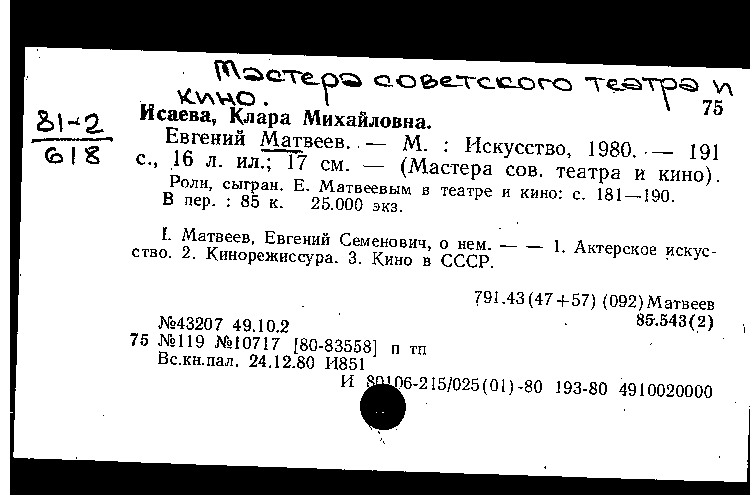 Мастера советского театра и
кино.
75
Исаева, Клара Михайловна.
81-2
618
Евгений Матвеев. — М. : Искусство, 1980. — 191
с., 16 л. ил.; 17 см. — (Мастера сов. театра и кино).
Роли, сыгран. Е. Матвеевым в театре и кино: с. 181—190.
В пер. : 85 к. 25.000 экз.
I. Матвеев, Евгений Семенович, о нем. — — 1. Актерское искус-
ство. 2. Кинорежиссура. 3. Кино в СССР.
791.43(47+57) (092) Матвеев
85.543(2)
№43207 49.10.2
75 №119 №10717 [80-83558] п тп
Вс.кн.пал. 24.12.80 И851
И 80106-215/025(01)-80 193-80 4910020000